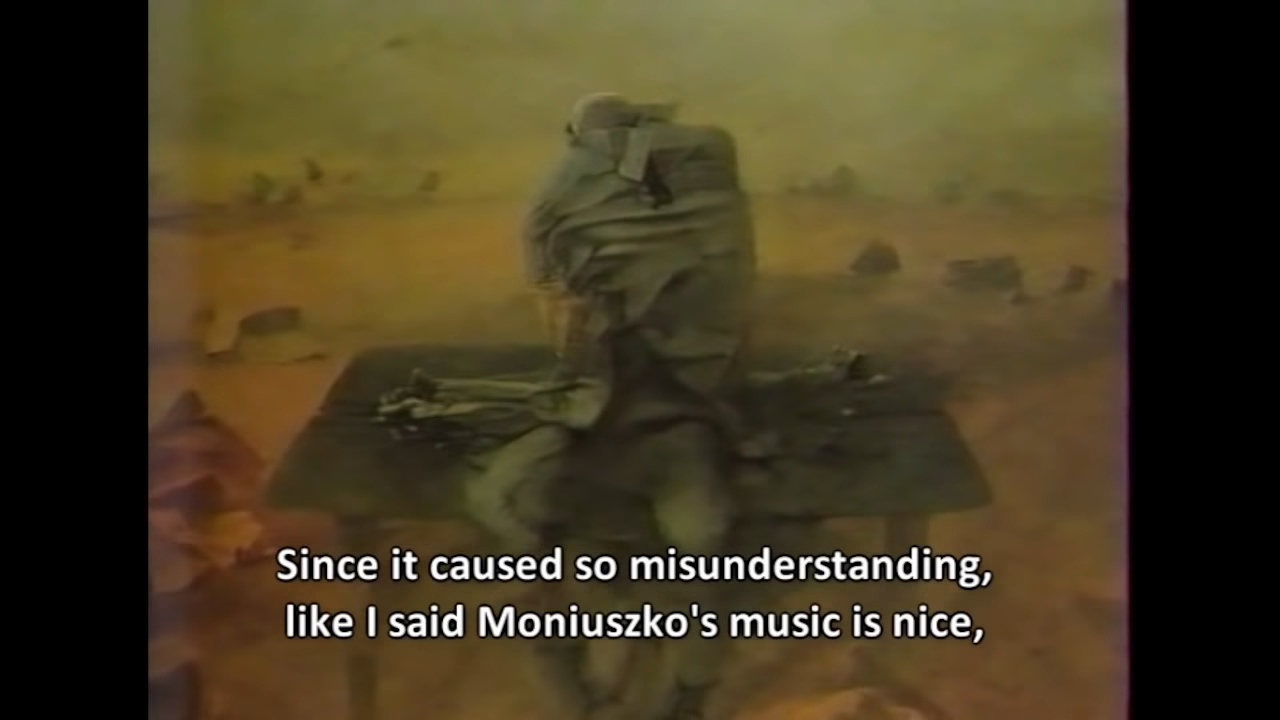 Since it caused so misunderstanding,
like I said Moniuszko's music is nice,